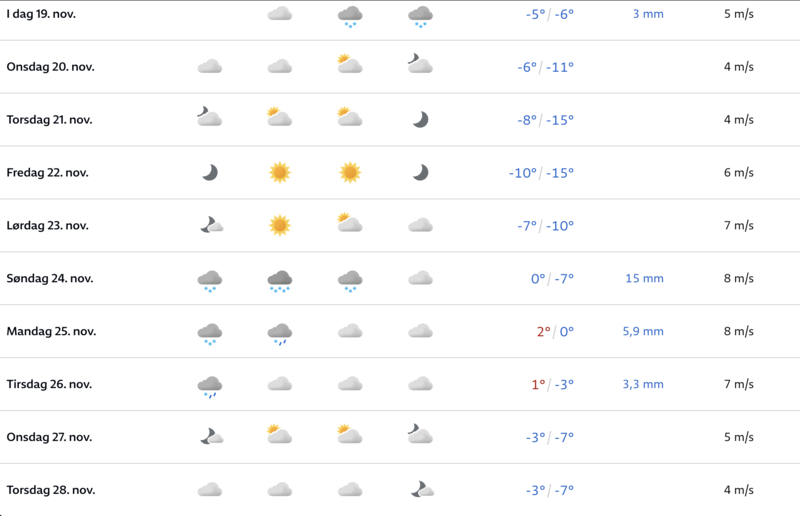 I dag 19. nov. -5°/-6° 3 mm 5 m/s
Onsdag 20. nov. -6°/-11° 4 m/s
Torsdag 21. nov. -8°/-15° 4 m/s
Fredag 22. nov. -10°/-15° 6 m/s
Lørdag 23. nov. -7°/-10° 7 m/s
Søndag 24. nov. 0°/-7° 15 mm 8 m/s
Mandag 25. nov. 2°/0° 5,9 mm 8 m/s
Tirsdag 26. nov. 1°/-3° 3,3 mm 7 m/s
Onsdag 27. nov. -3°/-7° 5 m/s
Torsdag 28. nov. -3°/-7° 4 m/s